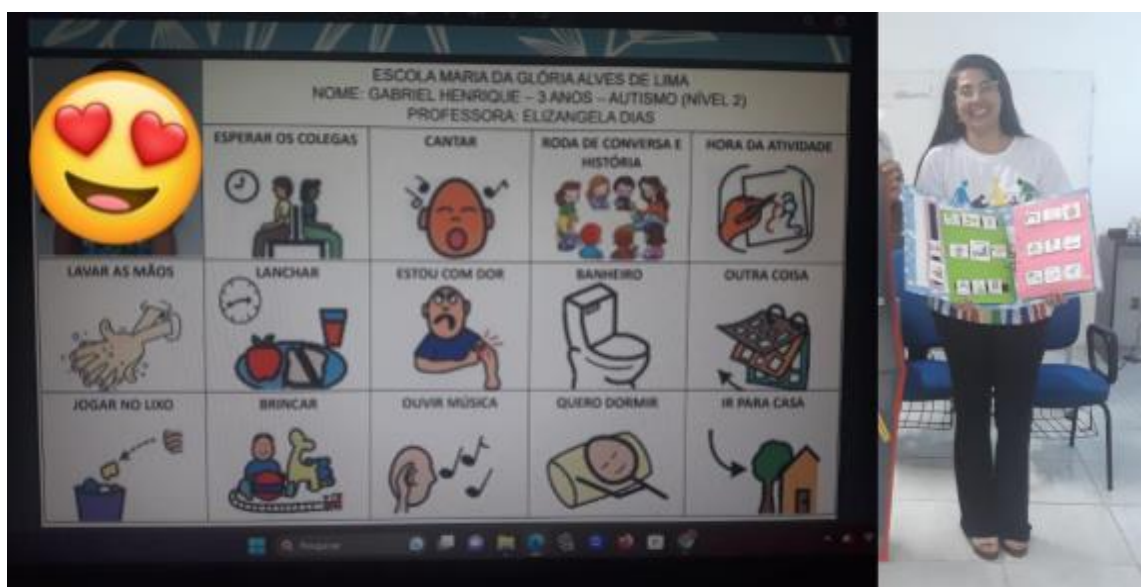 ESCOLA MARIA DA GLÓRIA ALVES DE LIMA
NOME: GABRIEL HENRIQUE – 3 ANOS – AUTISMO (NÍVEL 2)
PROFESSORA: ELIZANGELA DIAS
ESPERAR OS COLEGAS
CANTAR
RODA DE CONVERSA E
HISTÓRIA
HORA DA ATIVIDADE
LAVAR AS MÃOS
LANCHAR
ESTOU COM DOR
BANHEIRO
OUTRA COISA
JOGAR NO LIXO
BRINCAR
OUVIR MÚSICA
QUERO DORMIR
IR PARA CASA
Pesquisar